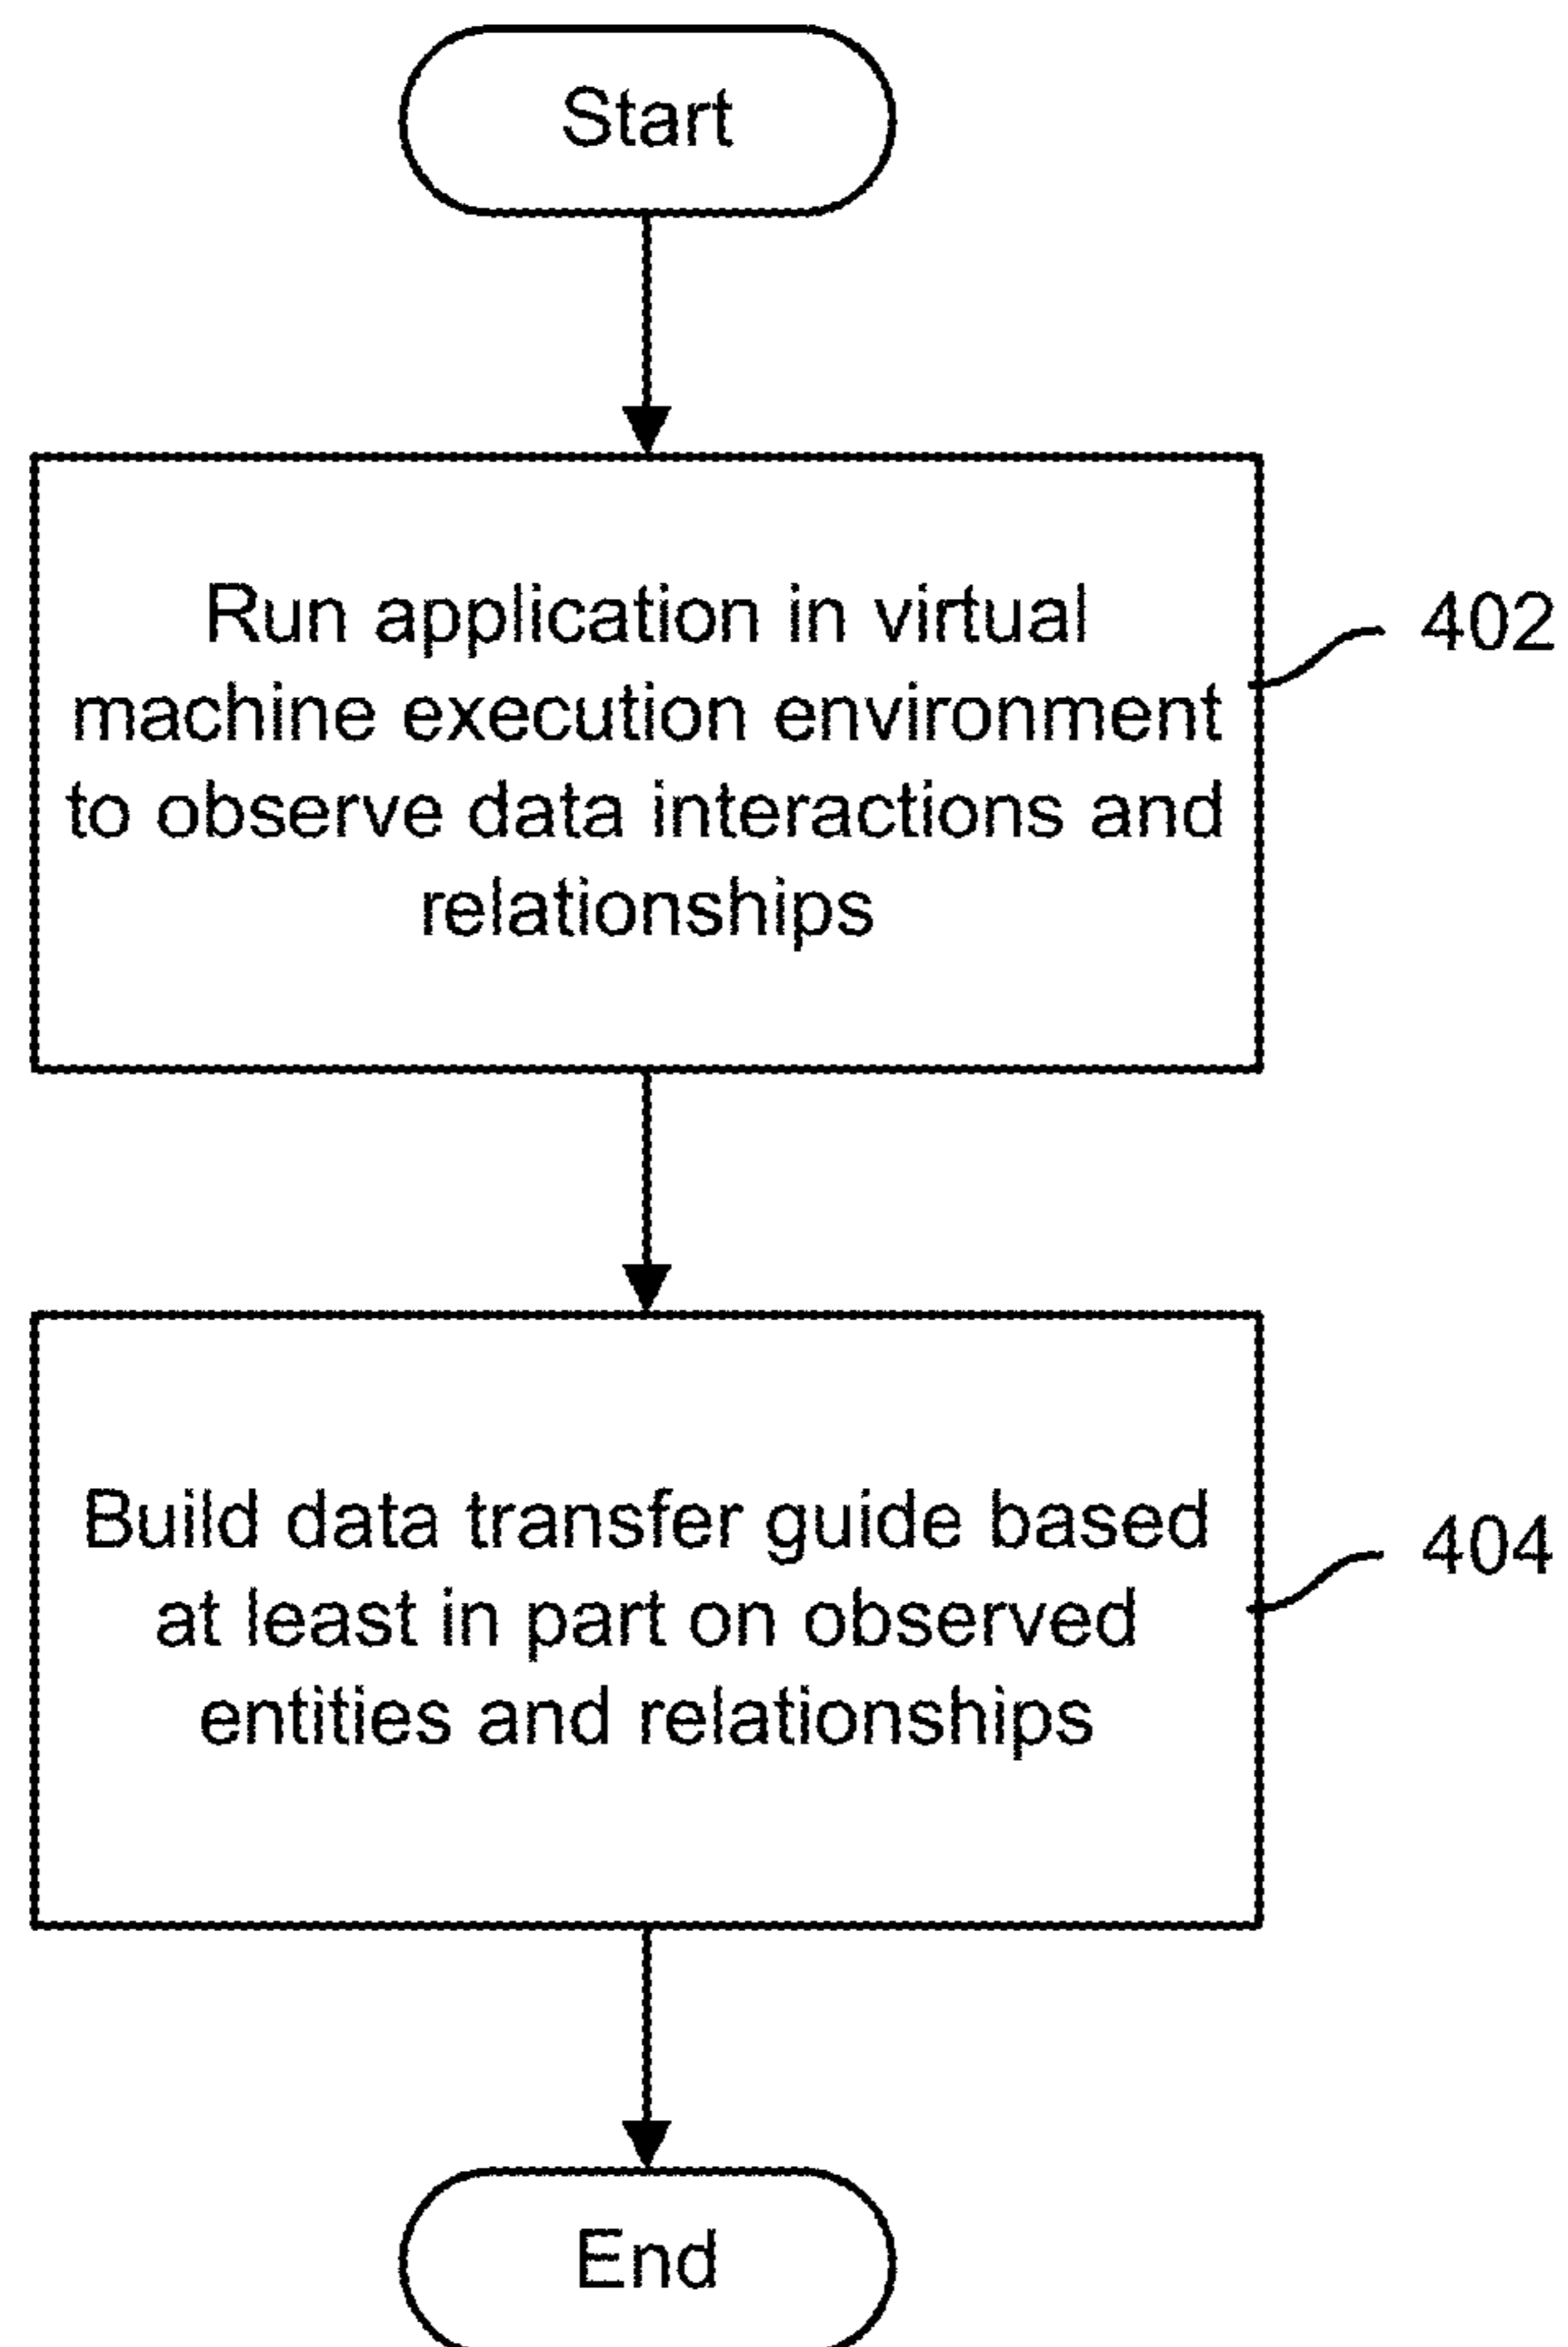 Start
Run application in virtual
machine execution environment
to observe data interactions and
relationships
402
Build data transfer guide based
at least in part on observed
entities and relationships
404
End